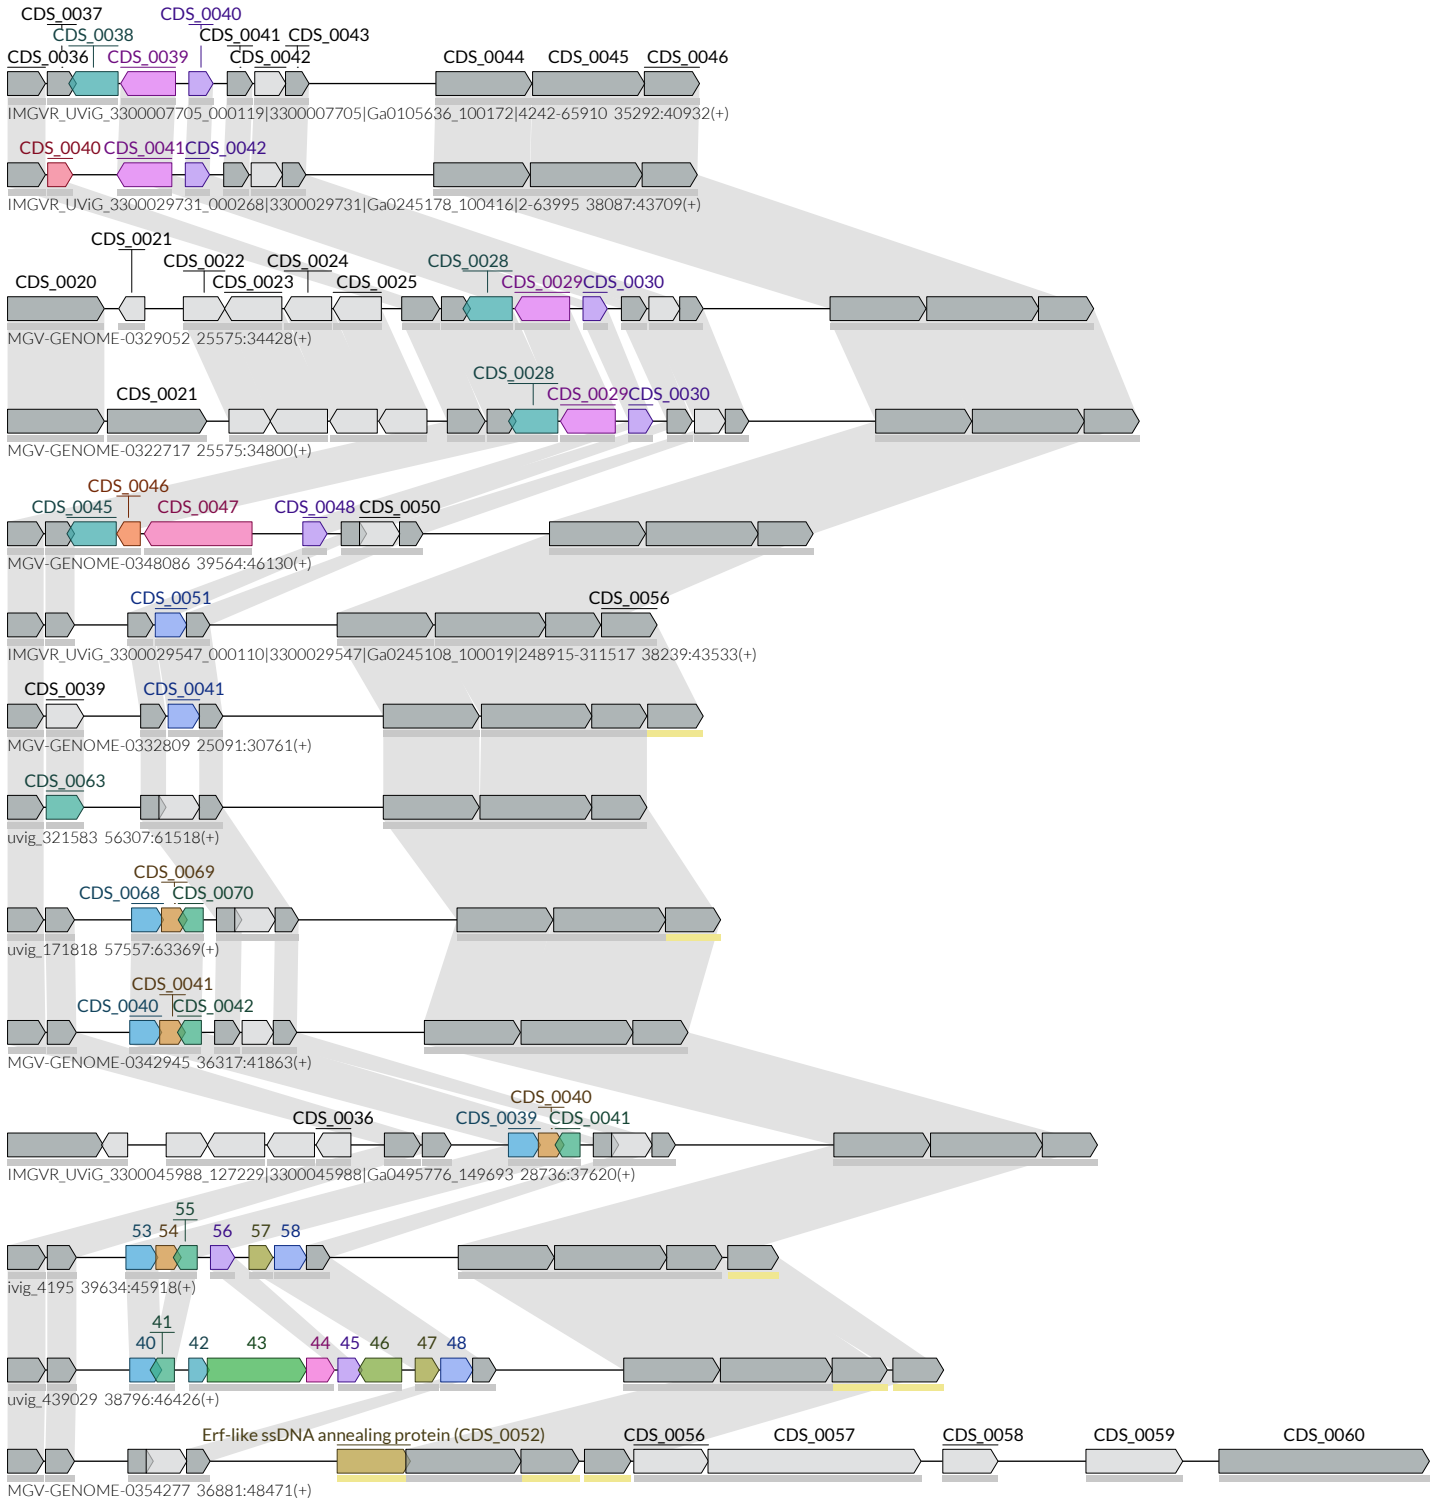 CDS_0037 CDS_0040
CDS_0038 CDS_0041 CDS_0043
CDS_0036 CDS_0039 CDS_0042 CDS_0044 CDS_0045 CDS_0046
IMGVR_UViG_3300007705_000119|3300007705|Ga0105636_100172|4242-65910 35292:40932(+)
CDS_0040 CDS_0041 CDS_0042
IMGVR_UViG_3300029731_000268|3300029731|Ga0245178_100416|2-63995 38087:43709(+)
CDS_0021
CDS_0022 CDS_0024 CDS_0028
CDS_0020 CDS_0023 CDS_0025 CDS_0029 CDS_0030
MGV-GENOME-0329052 25575:34428(+)
CDS_0028
CDS_0021 CDS_0029 CDS_0030
MGV-GENOME-0322717 25575:34800(+)
CDS_0046
CDS_0045 CDS_0047 CDS_0048 CDS_0050
MGV-GENOME-0348086 39564:46130(+)
CDS_0051 CDS_0056
IMGVR_UViG_3300029547_000110|3300029547|Ga0245108_100019|248915-311517 38239:43533(+)
CDS_0039 CDS_0041
MGV-GENOME-0332809 25091:30761(+)
CDS_0063
uvig_321583 56307:61518(+)
CDS_0069
CDS_0068 CDS_0070
uvig_171818 57557:63369(+)
CDS_0041
CDS_0040 CDS_0042
MGV-GENOME-0342945 36317:41863(+)
CDS_0040
CDS_0036 CDS_0039 CDS_0041
IMGVR_UViG_3300045988_127229|3300045988|Ga0495776_149693 28736:37620(+)
55
53 54 56 57 58
ivig_4195 39634:45918(+)
41
40 42 43 44 45 46 47 48
uvig_439029 38796:46426(+)
Erf-like ssDNA annealing protein (CDS_0052) CDS_0056 CDS_0057 CDS_0058 CDS_0059 CDS_0060
MGV-GENOME-0354277 36881:48471(+)